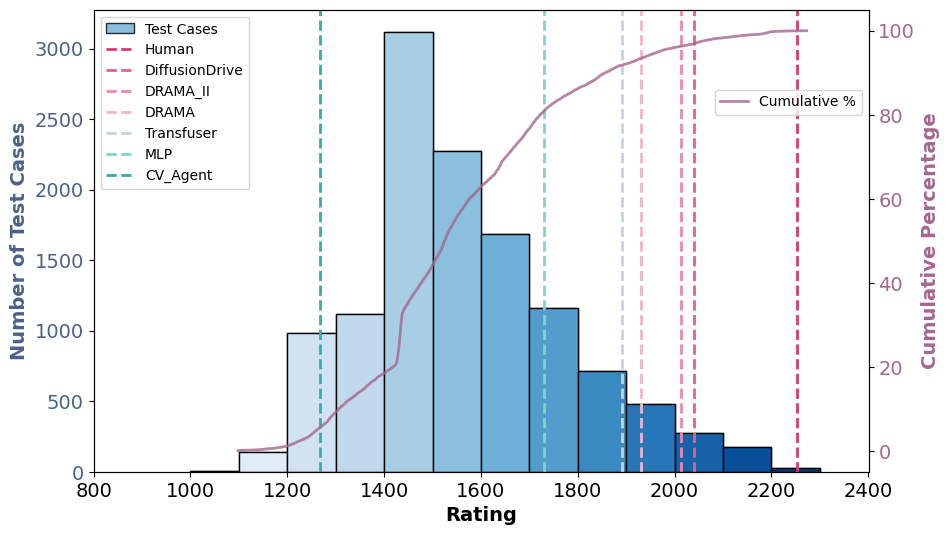 Test Cases
Human
DiffusionDrive
DRAMA_II
DRAMA
Transfuser
MLP
CV_Agent
Cumulative %
Number of Test Cases
3000
2500
2000
1500
1000
500
0
100
80
60
40
20
0
Cumulative Percentage
800 1000 1200 1400 1600 1800 2000 2200 2400
Rating